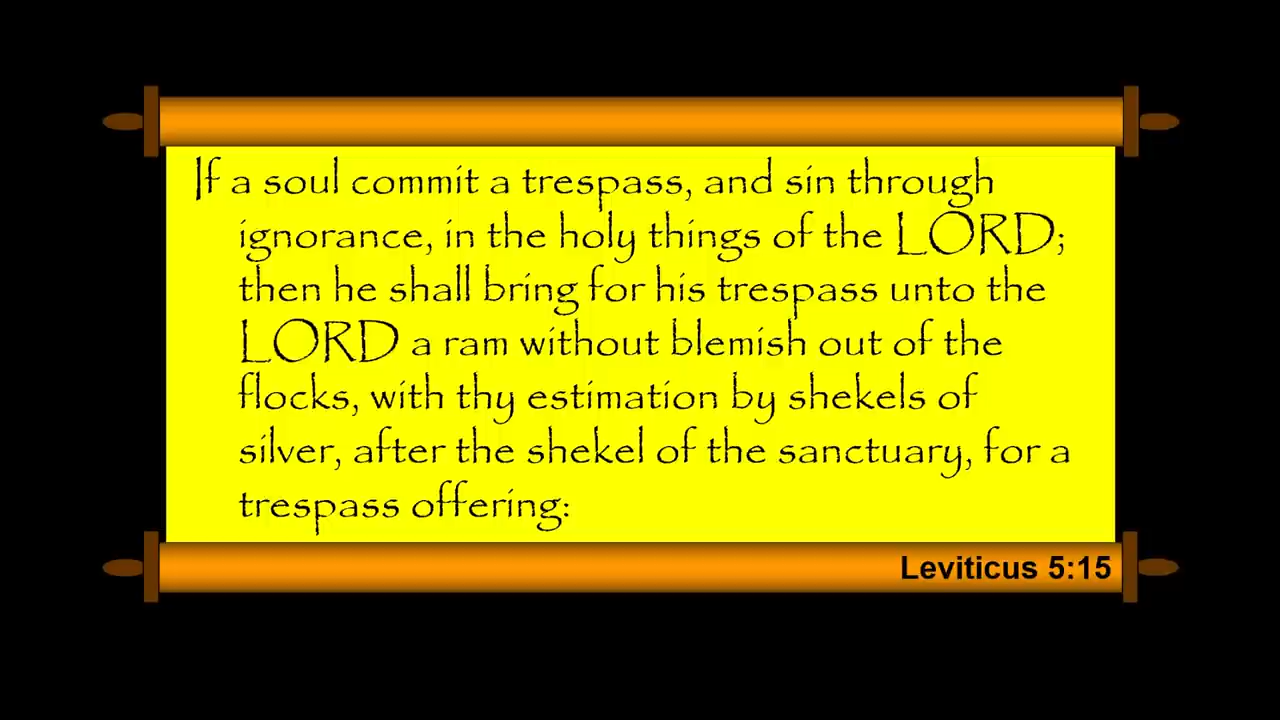 If a soul commit a trespass, and sin through
ignorance, in the holy things of the LORD;
then he shall bring for his trespass unto the
LORD a ram without blemish out of the
flocks, with thy estimation by shekels of
silver, after the shekel of the sanctuary, for a
trespass offering:
Leviticus 5:15